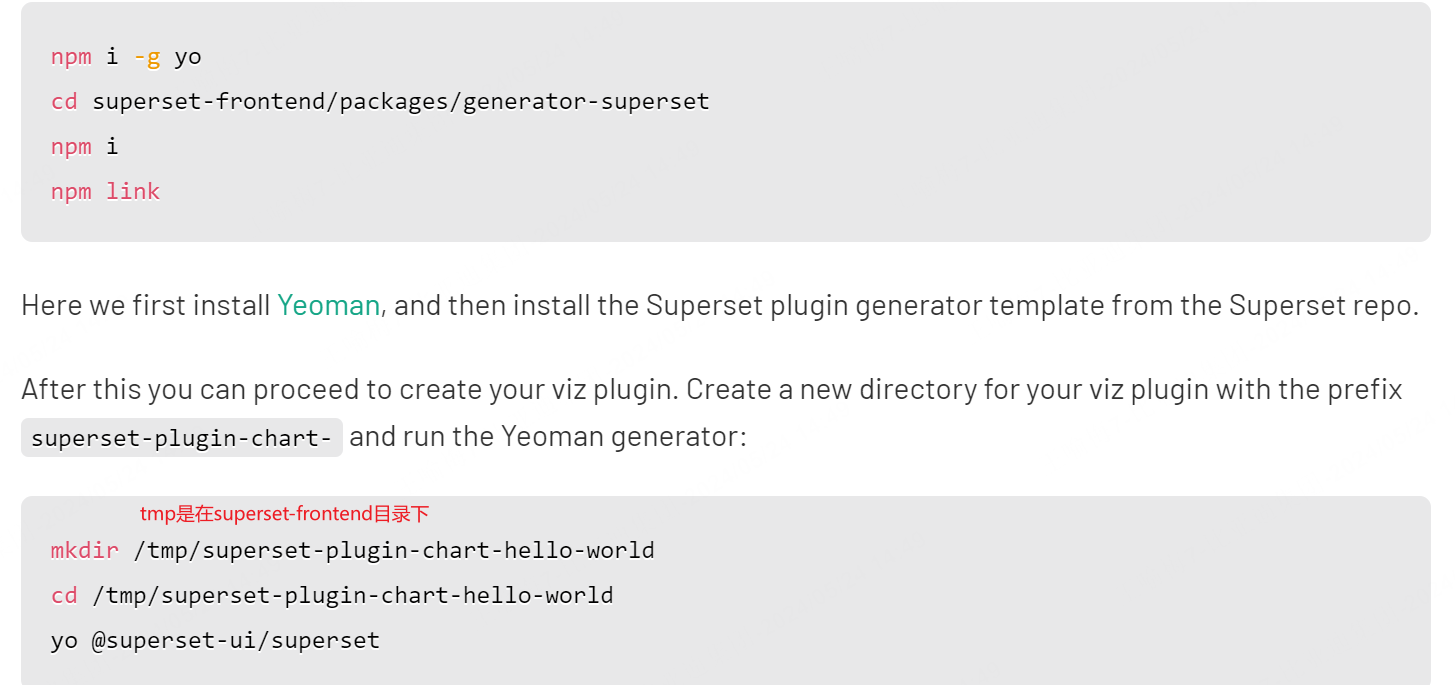 npm i -g yo
cd superset-frontend/packages/generator-superset
npm i
npm link
Here we first install Yeoman, and then install the Superset plugin generator template from the Superset repo.
After this you can proceed to create your viz plugin. Create a new directory for your viz plugin with the prefix
superset-plugin-chart- and run the Yeoman generator:
tmp是在superset-frontend目录下
mkdir /tmp/superset-plugin-chart-hello-world
cd /tmp/superset-plugin-chart-hello-world
yo @superset-ui/superset